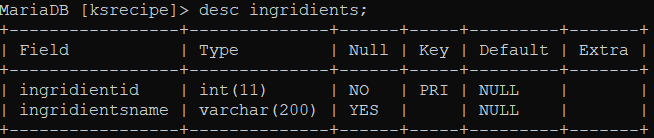 MariaDB [ksrecipe]> desc ingridients;
+-----------------+--------------+------+-----+---------+-------+
| Field           | Type         | Null | Key | Default | Extra |
+-----------------+--------------+------+-----+---------+-------+
| ingridientid    | int(11)      | NO   | PRI | NULL    |       |
| ingridientsname | varchar(200) | YES  |     | NULL    |       |
+-----------------+--------------+------+-----+---------+-------+